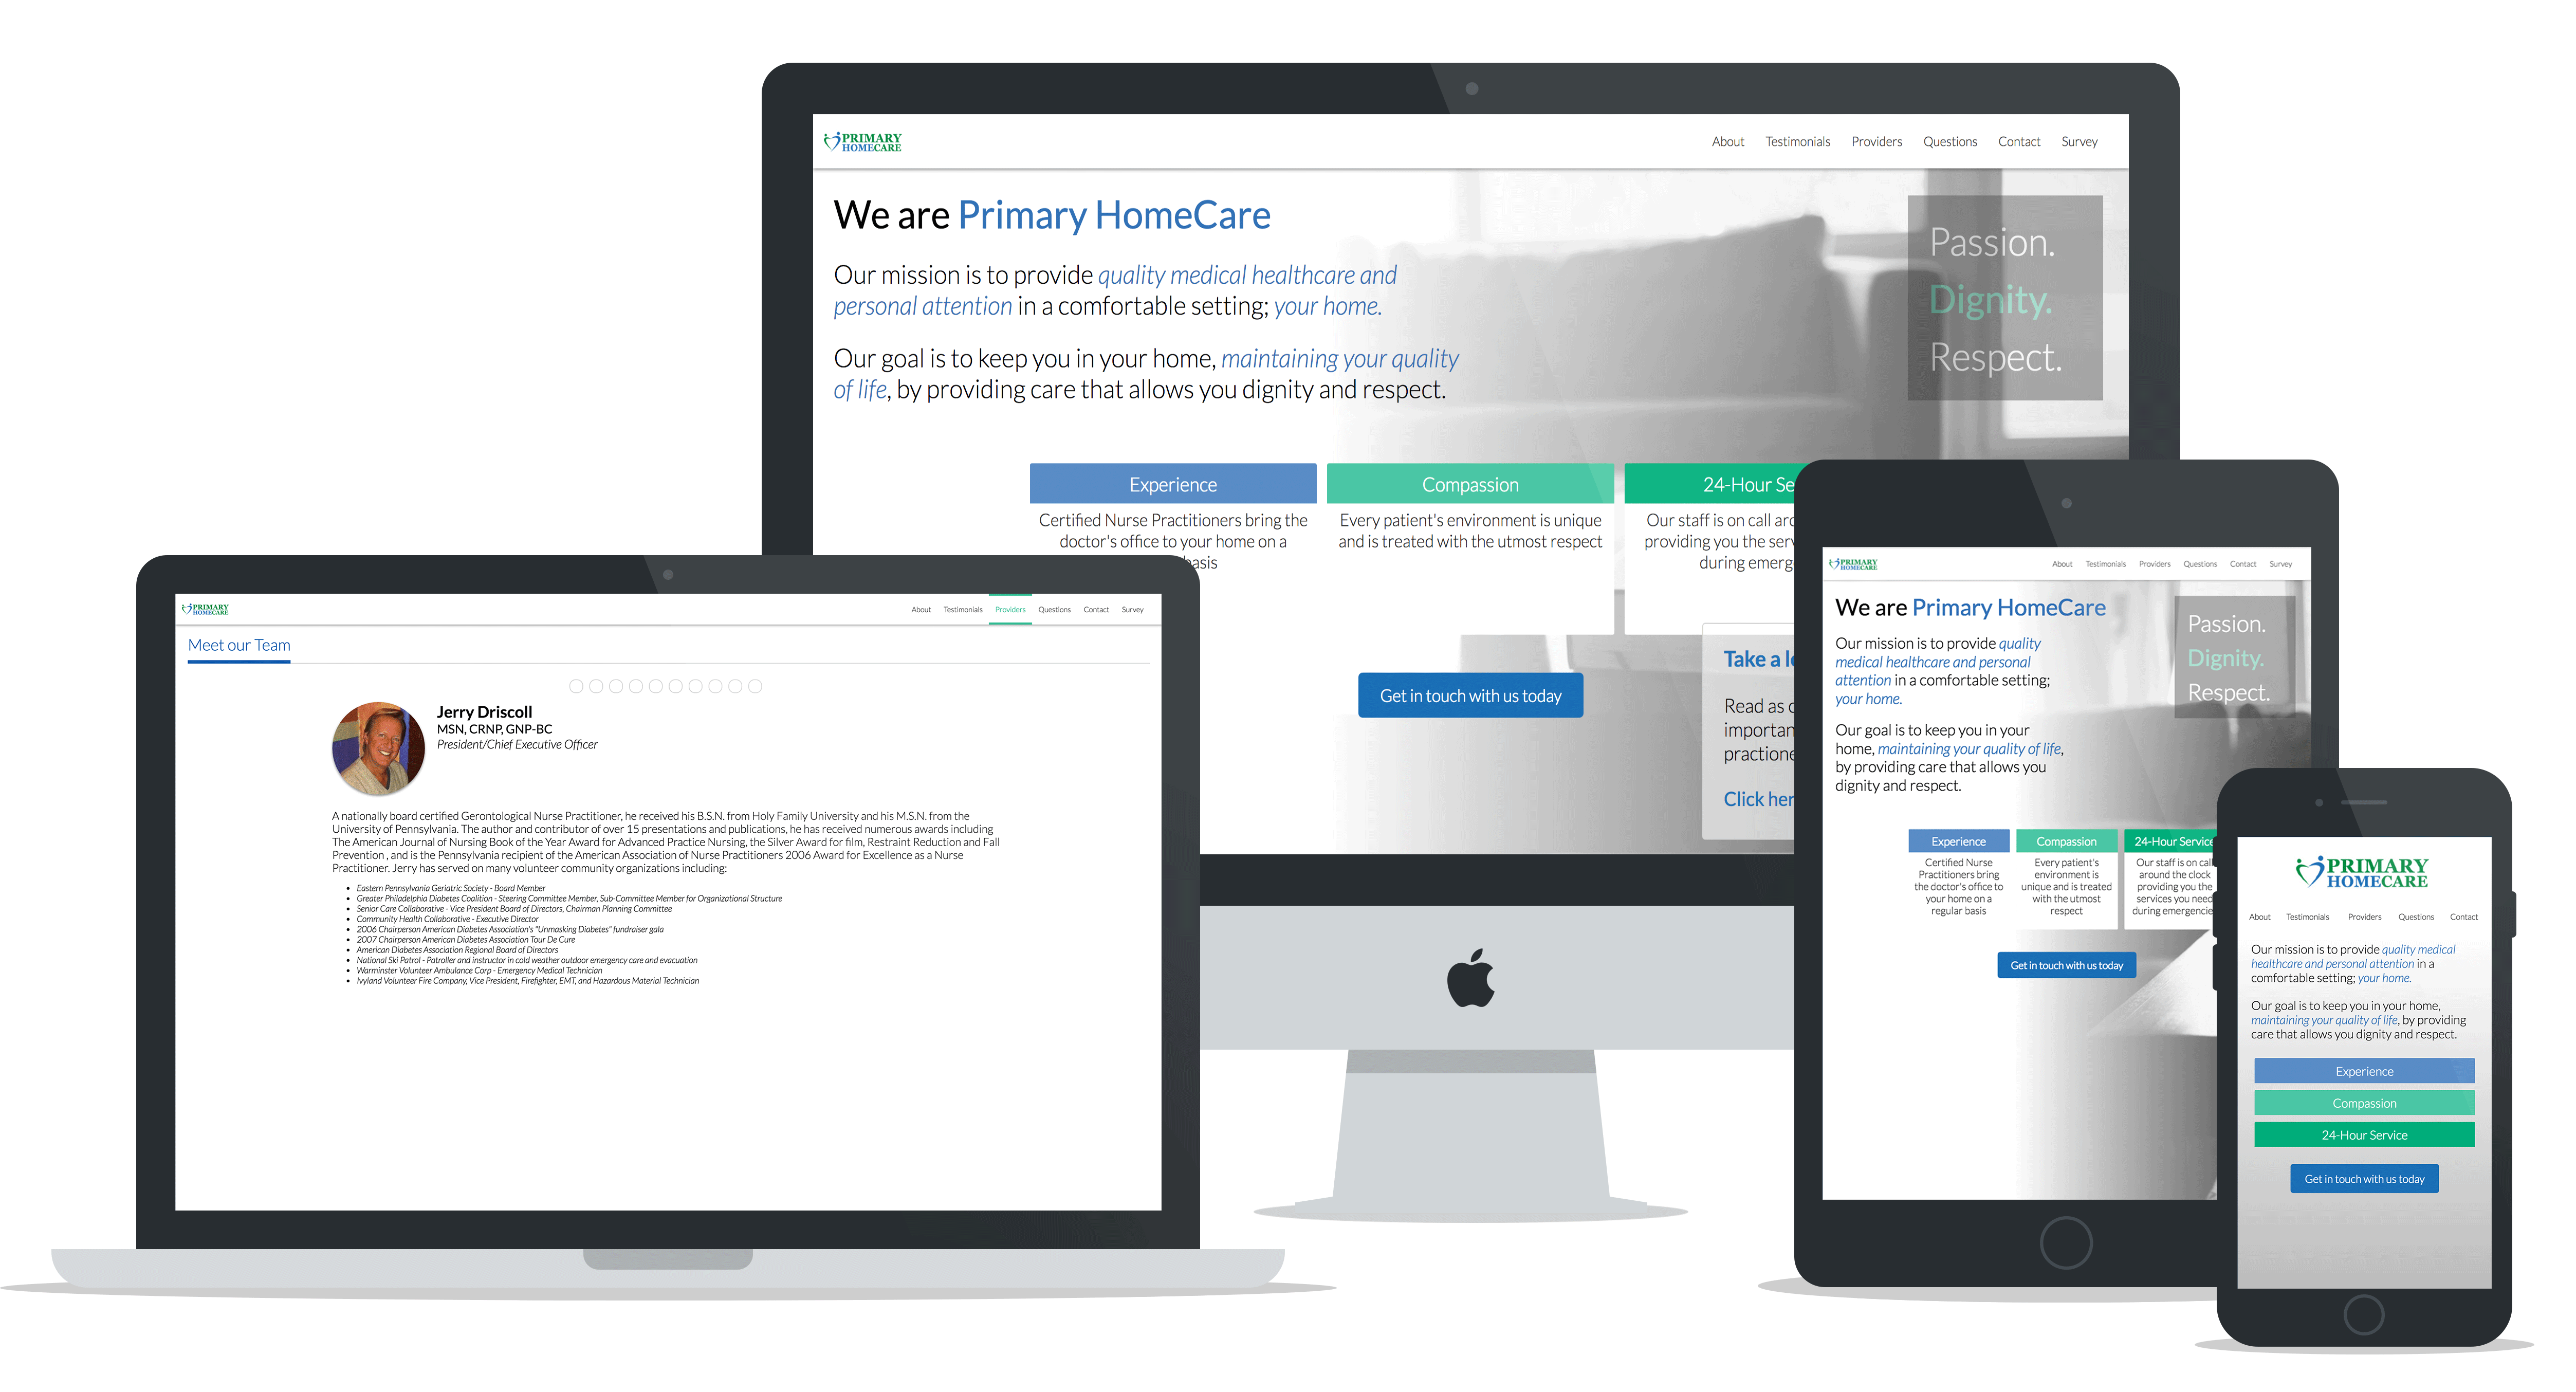 PRIMARY
HOMECARE
About Testimonials Providers Questions Contact Survey
We are Primary HomeCare
Our mission is to provide quality medical healthcare and
personal attention in a comfortable setting; your home.
Our goal is to keep you in your home, maintaining your quality
of life, by providing care that allows you dignity and respect.
Passion.
Dignity.
Respect.
Experience
Certified Nurse Practitioners bring the
doctor's office to your home on a
Compassion
Every patient's environment is unique
and is treated with the utmost respect
24-Hour Se
Our staff is on call arc
providing you the serv
during emerg
Get in touch with us today
Take a
Read as
importan
practione
Click her
PRIMARY
HOMECARE
About Testimonials Providers Questions Contact Survey
Meet our Team
Jerry Driscoll
MSN, CRNP, GNP-BC
President/Chief Executive Officer
A nationally board certified Gerontological Nurse Practitioner, he received his B.S.N. from Holy Family University and his M.S.N. from the
University of Pennsylvania. The author and contributor of over 15 presentations and publications, he has received numerous awards including
The American Journal of Nursing Book of the Year Award for Advanced Practice Nursing, the Silver Award for film, Restraint Reduction and Fall
Prevention , and is the Pennsylvania recipient of the American Association of Nurse Practitioners 2006 Award for Excellence as a Nurse
Practitioner. Jerry has served on many volunteer community organizations including:
• Eastern Pennsylvania Geriatric Society - Board Member
• Greater Philadelphia Diabetes Coalition - Steering Committee Member, Sub-Committee Member for Organizational Structure
• Senior Care Collaborative - Vice President Board of Directors, Chairman Planning Committee
• Community Health Collaborative - Executive Director
• 2006 Chairperson American Diabetes Association's "Unmasking Diabetes" fundraiser gala
• 2007 Chairperson American Diabetes Association Tour De Cure
• American Diabetes Association Regional Board of Directors
• National Ski Patrol - Patroller and instructor in cold weather outdoor emergency care and evacuation
• Warminster Volunteer Ambulance Corp - Emergency Medical Technician
• Ivyland Volunteer Fire Company, Vice President, Firefighter, EMT, and Hazardous Material Technician
PRIMARY
HOMECARE
About Testimonials Providers Questions Contact Survey
We are Primary HomeCare
Our mission is to provide quality
medical healthcare and personal
attention in a comfortable setting;
your home.
Our goal is to keep you in your
home, maintaining your quality of life,
by providing care that allows you
dignity and respect.
Passion.
Dignity.
Respect.
Experience
Certified Nurse
Practitioners bring
the doctor's office to
your home on a
regular basis
Compassion
Every patient's
environment is
unique and is treated
with the utmost
respect
24-Hour Service
Our staff is on call
around the clock
providing you the
services you need
during emergencie
Get in touch with us today
PRIMARY
HOMECARE
About Testimonials Providers Questions Contact
Our mission is to provide quality medical
healthcare and personal attention in a
comfortable setting; your home.
Our goal is to keep you in your home,
maintaining your quality of life, by providing
care that allows you dignity and respect.
Experience
Compassion
24-Hour Service
Get in touch with us today